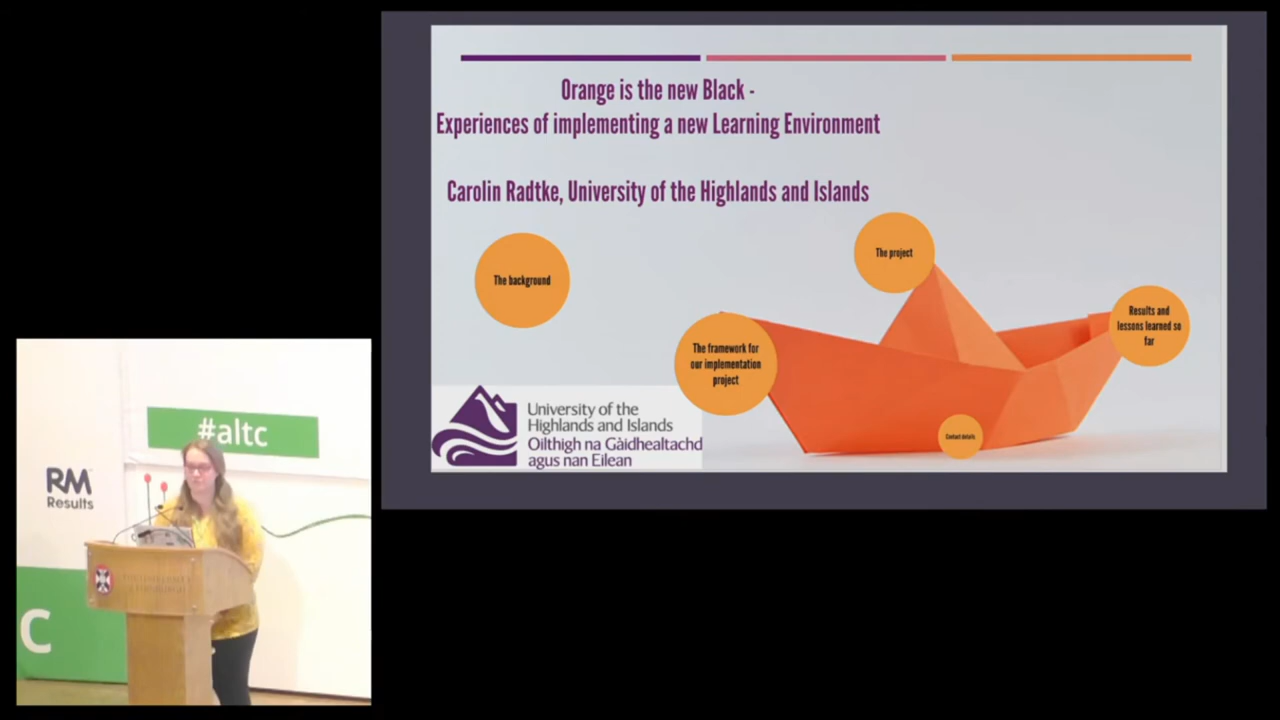 Orange is the new Black -
Experiences of implementing a new Learning Environment
Carolin Radtke, University of the Highlands and Islands
The background
The project
Results and
lessons learned so
far
The framework for
our implementation
project
Contact details
University of the
Highlands and Islands
Oilthigh na Gàidhealtachd
agus nan Eilean
#altc
RM
Results
C